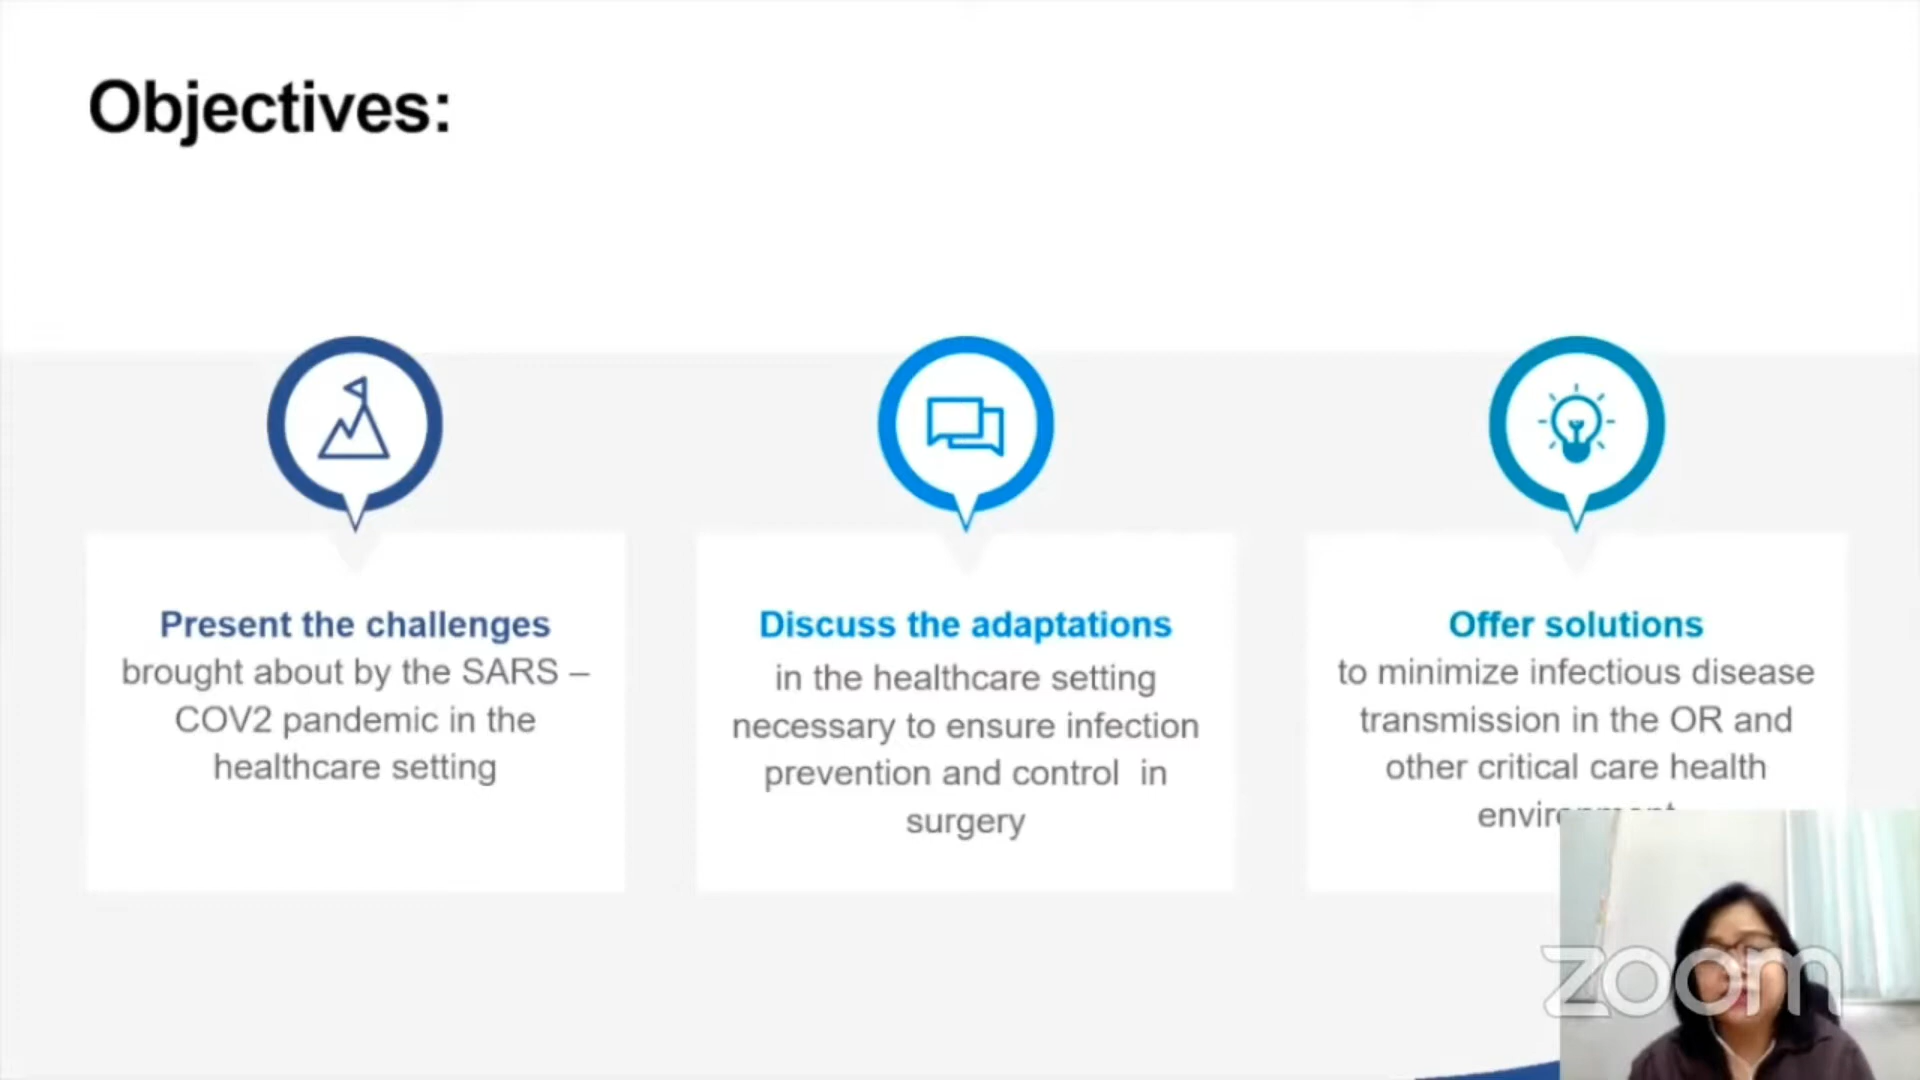 Objectives:
Present the challenges
brought about by the SARS –
COV2 pandemic in the
healthcare setting
Discuss the adaptations
in the healthcare setting
necessary to ensure infection
prevention and control in
surgery
Offer solutions
to minimize infectious disease
transmission in the OR and
other critical care health
zoom